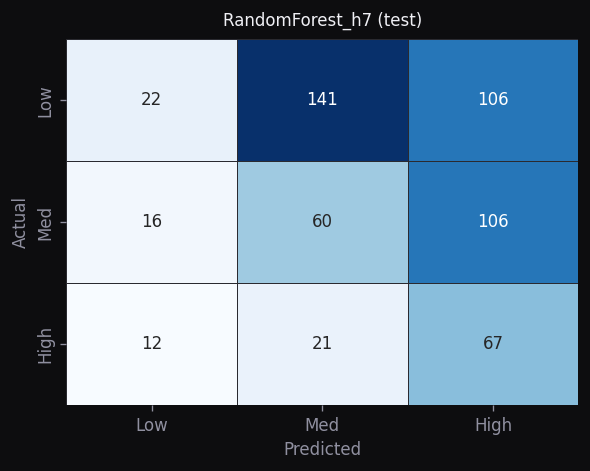 RandomForest_h7 (test)
Low 22 141 106
Actual
Med 16 60 106
High 12 21 67
Low Med High
Predicted